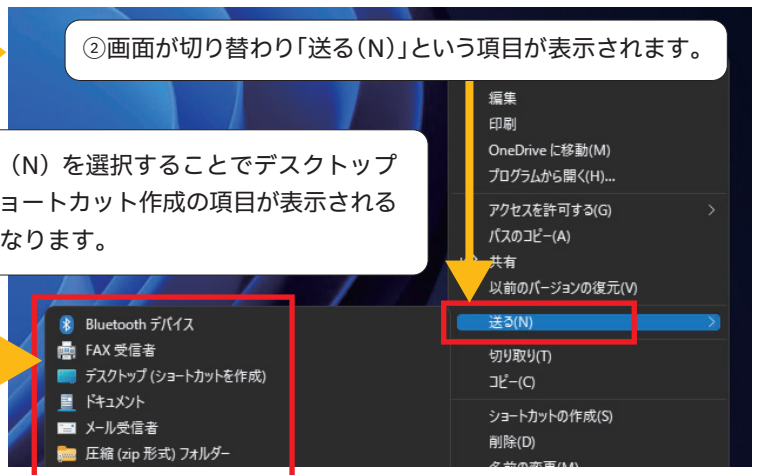 ②画面が切り替わり「送る(N)」という項目が表示されます。
編集
印刷
OneDrive に移動(M)
プログラムから開く(H)...
(N)を選択することでデスクトップ
ョートカット作成の項目が表示される
なります。
アクセスを許可する(G)
パスのコピー(A)
共有
以前のバージョンの復元(V)
送る(N)
切り取り(T)
コピー(C)
ショートカットの作成(S)
削除(D)
名前の変更(M)
Bluetooth デバイス
FAX 受信者
デスクトップ (ショートカットを作成)
ドキュメント
メール受信者
圧縮 (zip 形式) フォルダー